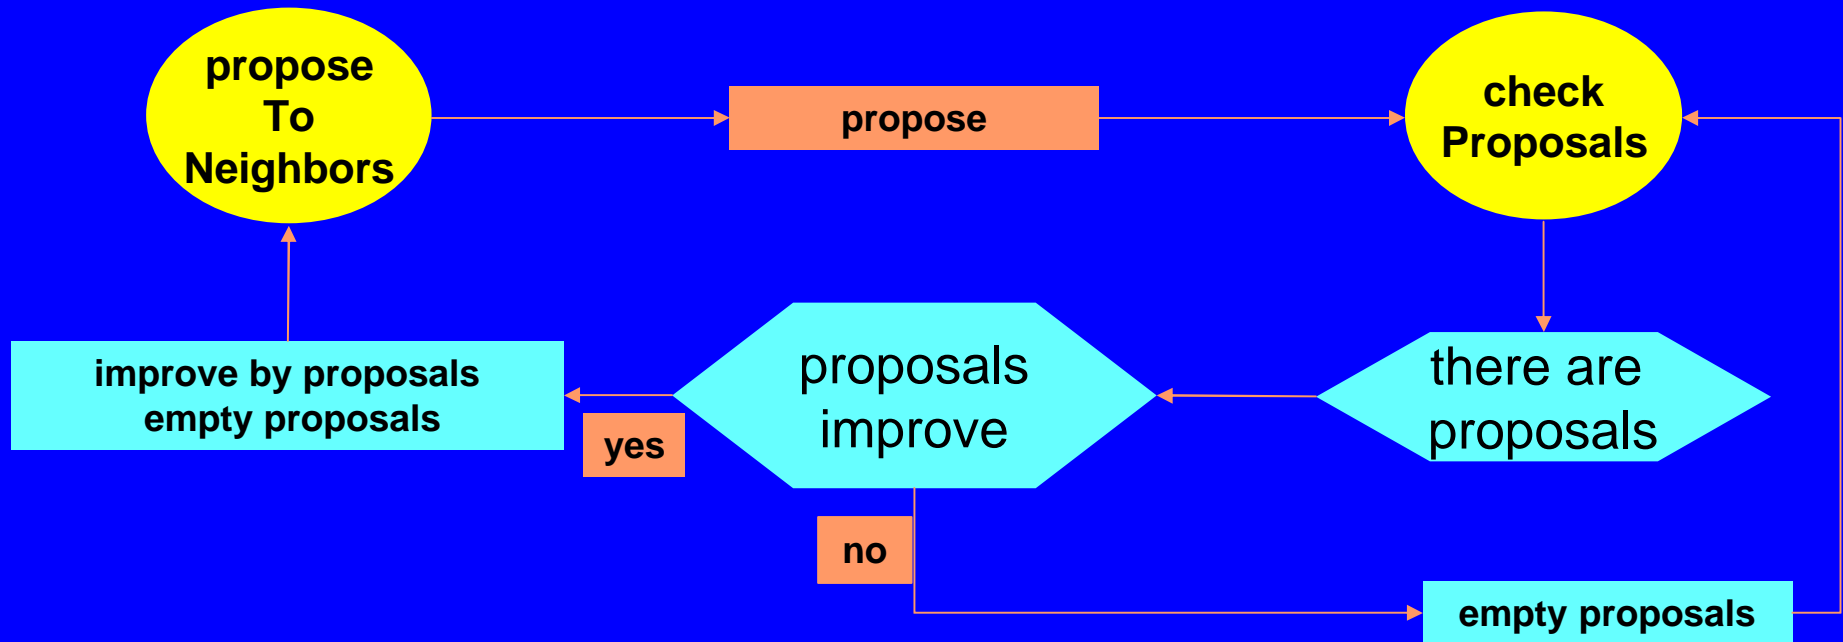 propose
To
Neighbors
propose
check
Proposals
improve by proposals
empty proposals
yes
proposals
improve
there are
proposals
no
empty proposals